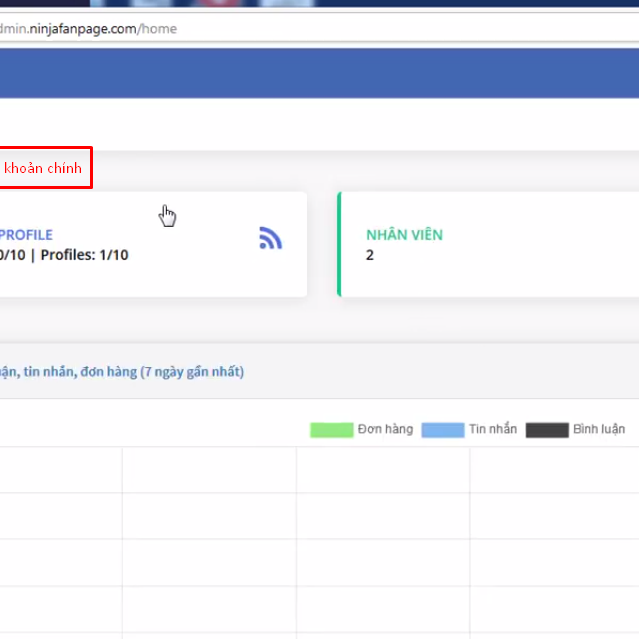 dmin.ninjafanpage.com/home
khoản chính
PROFILE
NHÂN VIÊN
0/10 | Profiles: 1/10
2
tin nhắn, đơn hàng (7 ngày gần nhất)
Đơn hàng
Tin nhắn
Bình luận